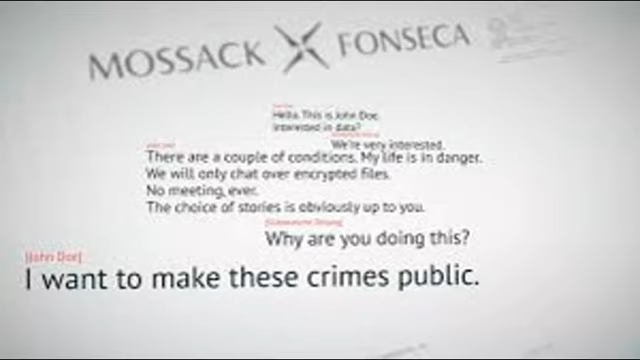 MOSSACK FONSECA
Hello. This is John Doe.
Interested in data?
We're very interested.
There are a couple of conditions. My life is in danger.
We will only chat over encrypted files.
No meeting, ever.
The choice of stories is obviously up to you.
[Süddeutsche Zeitung]
Why are you doing this?
[John Doe]
I want to make these crimes public.